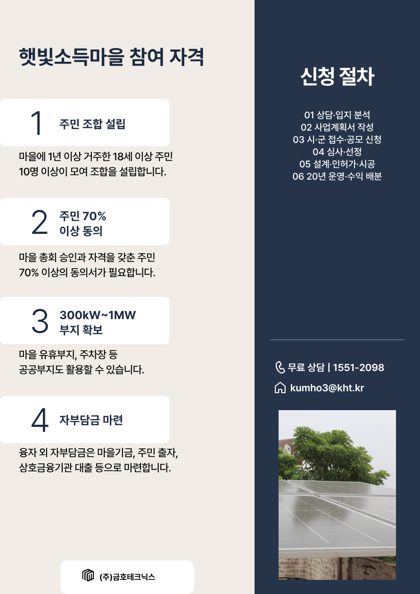 햇빛소득마을 참여 자격
1
주민 조합 설립
마을에 1년 이상 거주한 18세 이상 주민
10명 이상이 모여 조합을 설립합니다.
2
주민 70%
이상 동의
마을 총회 승인과 자격을 갖춘 주민
70% 이상의 동의서가 필요합니다.
3
300kW~1MW
부지 확보
마을 유휴부지, 주차장 등
공공부지도 활용할 수 있습니다.
4
자부담금 마련
융자 외 자부담금은 마을기금, 주민 출자,
상호금융기관 대출 등으로 마련합니다.
(주)금호테크닉스
신청 절차
01 상담·입지 분석
02 사업계획서 작성
03 시·군 접수·공모 신청
04 심사·선정
05 설계·인허가·시공
06 20년 운영·수익 배분
무료 상담 | 1551-2098
kumho3@kht.kr